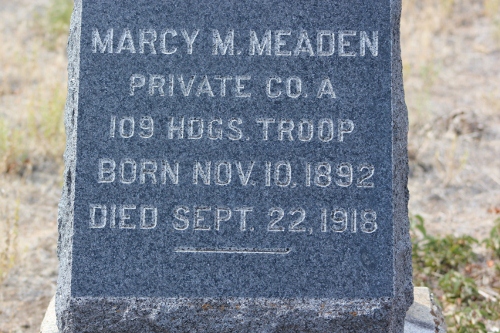 MARCY M. MEADEN
PRIVATE CO. A
109 HDGS. TROOP
BORN NOV. 10. 1892
DIED SEPT. 22, 1918